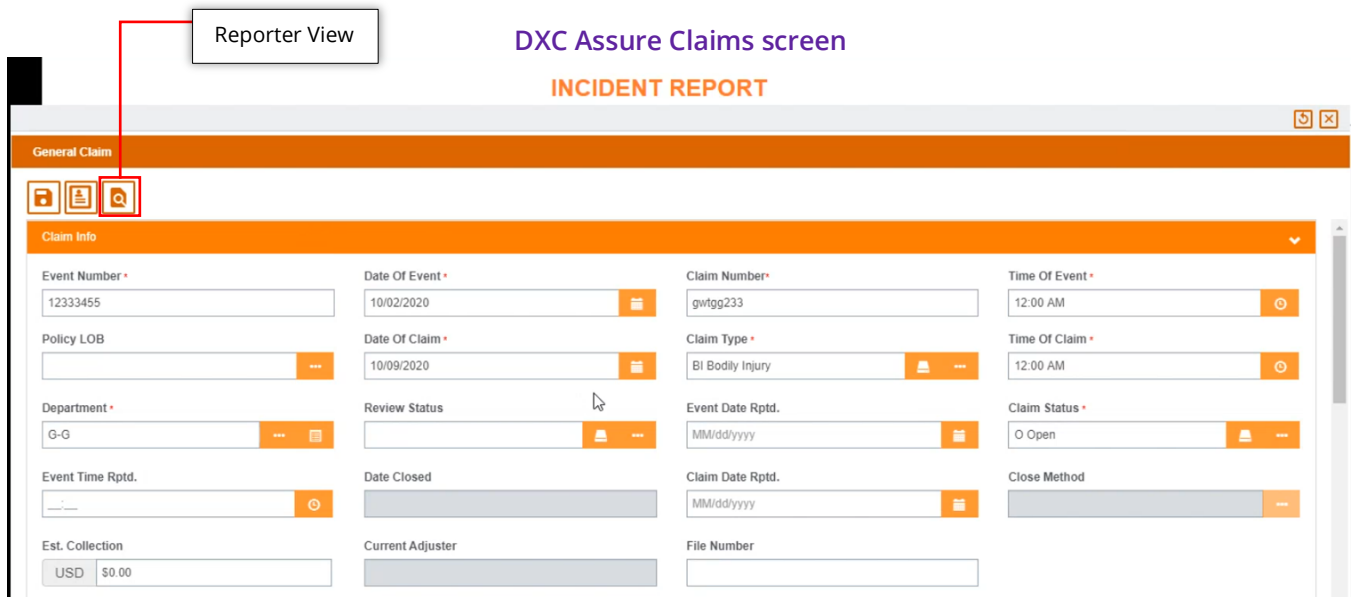 Reporter View
DXC Assure Claims screen
INCIDENT REPORT
General Claim
Claim Info
Event Number • Date Of Event • Claim Number• Time Of Event •
12333455 10/02/2020 gwtgg233 12:00 AM
Policy LOB Date Of Claim • Claim Type • Time Of Claim •
10/09/2020 BI Bodily Injury 12:00 AM
Department • Review Status Event Date Rptd. Claim Status •
G-G MM/dd/yyyy O Open
Event Time Rptd. Date Closed Claim Date Rptd. Close Method
__:__ MM/dd/yyyy
Est. Collection Current Adjuster File Number
USD $0.00